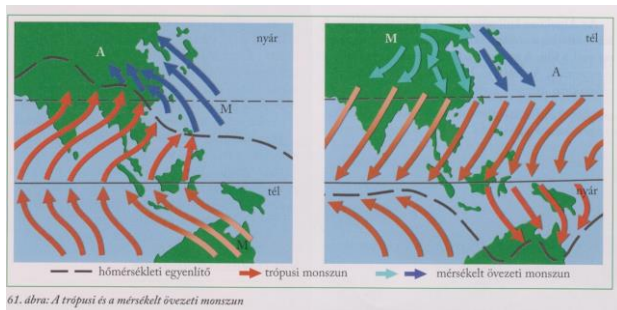 nyár
A
M
tél
M
tél
M
A
nyár
hőmérsékleti egyenlítő
trópusi monszun
mérsékelt övezeti monszun
61. ábra: A trópusi és a mérsékelt övezeti monszun